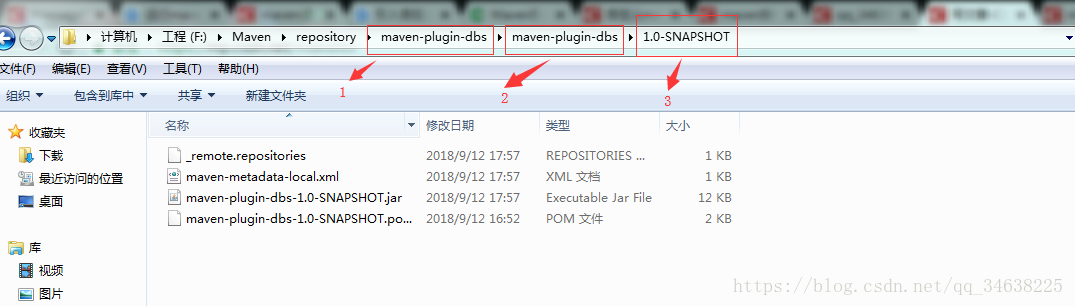 计算机 工程 (F:) Maven repository maven-plugin-dbs maven-plugin-dbs 1.0-SNAPSHOT
文件(F) 编辑(E) 查看(V) 工具(T) 帮助(H)
1 2 3
组织 包含到库中 共享 新建文件夹
名称 修改日期 类型 大小
收藏夹
下载
最近访问的位置
桌面
库
视频
图片
_remote.repositories 2018/9/12 17:57 REPOSITORIES ... 1 KB
maven-metadata-local.xml 2018/9/12 17:57 XML 文档 1 KB
maven-plugin-dbs-1.0-SNAPSHOT.jar 2018/9/12 17:57 Executable Jar File 12 KB
maven-plugin-dbs-1.0-SNAPSHOT.po... 2018/9/12 16:52 POM 文件 2 KB
https://blog.csdn.net/qq_34638225